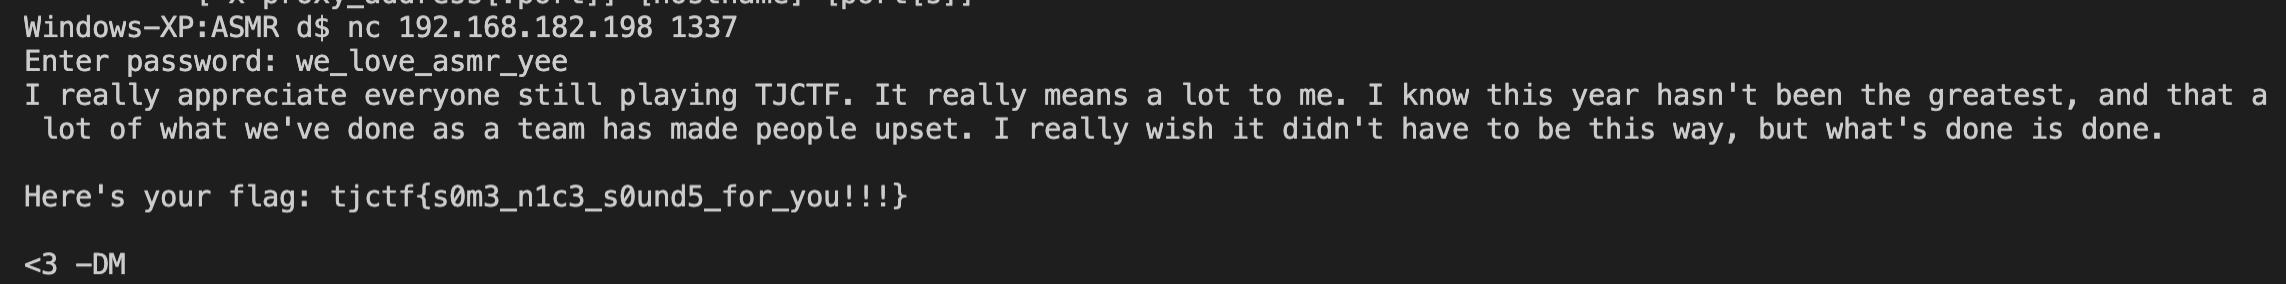 [-x proxy_address[:port]] [hostname] [port[s]]
Windows-XP:ASMR d$ nc 192.168.182.198 1337
Enter password: we_love_asmr_yee
I really appreciate everyone still playing TJCTF. It really means a lot to me. I know this year hasn't been the greatest, and that a
lot of what we've done as a team has made people upset. I really wish it didn't have to be this way, but what's done is done.
Here's your flag: tjctf{s0m3_n1c3_s0und5_for_you!!!}
<3 -DM